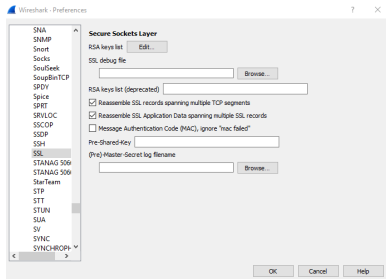 Wireshark - Preferences
SNA
SNMP
Snort
Socks
SoulSeek
SoupBinTCP
SPDY
Spice
SPRT
SRVLOC
SSCOP
SSDP
SSH
SSL
STANAG 506
STANAG 506
StarTeam
STP
STT
STUN
SUA
SV
SYNC
SYNCHROPH
Secure Sockets Layer
RSA keys list Edit...
SSL debug file
Browse...
RSA keys list (deprecated)
Reassemble SSL records spanning multiple TCP segments
Reassemble SSL Application Data spanning multiple SSL records
Message Authentication Code (MAC), ignore "mac failed"
Pre-Shared-Key
(Pre)-Master-Secret log filename
Browse...
OK Cancel Help